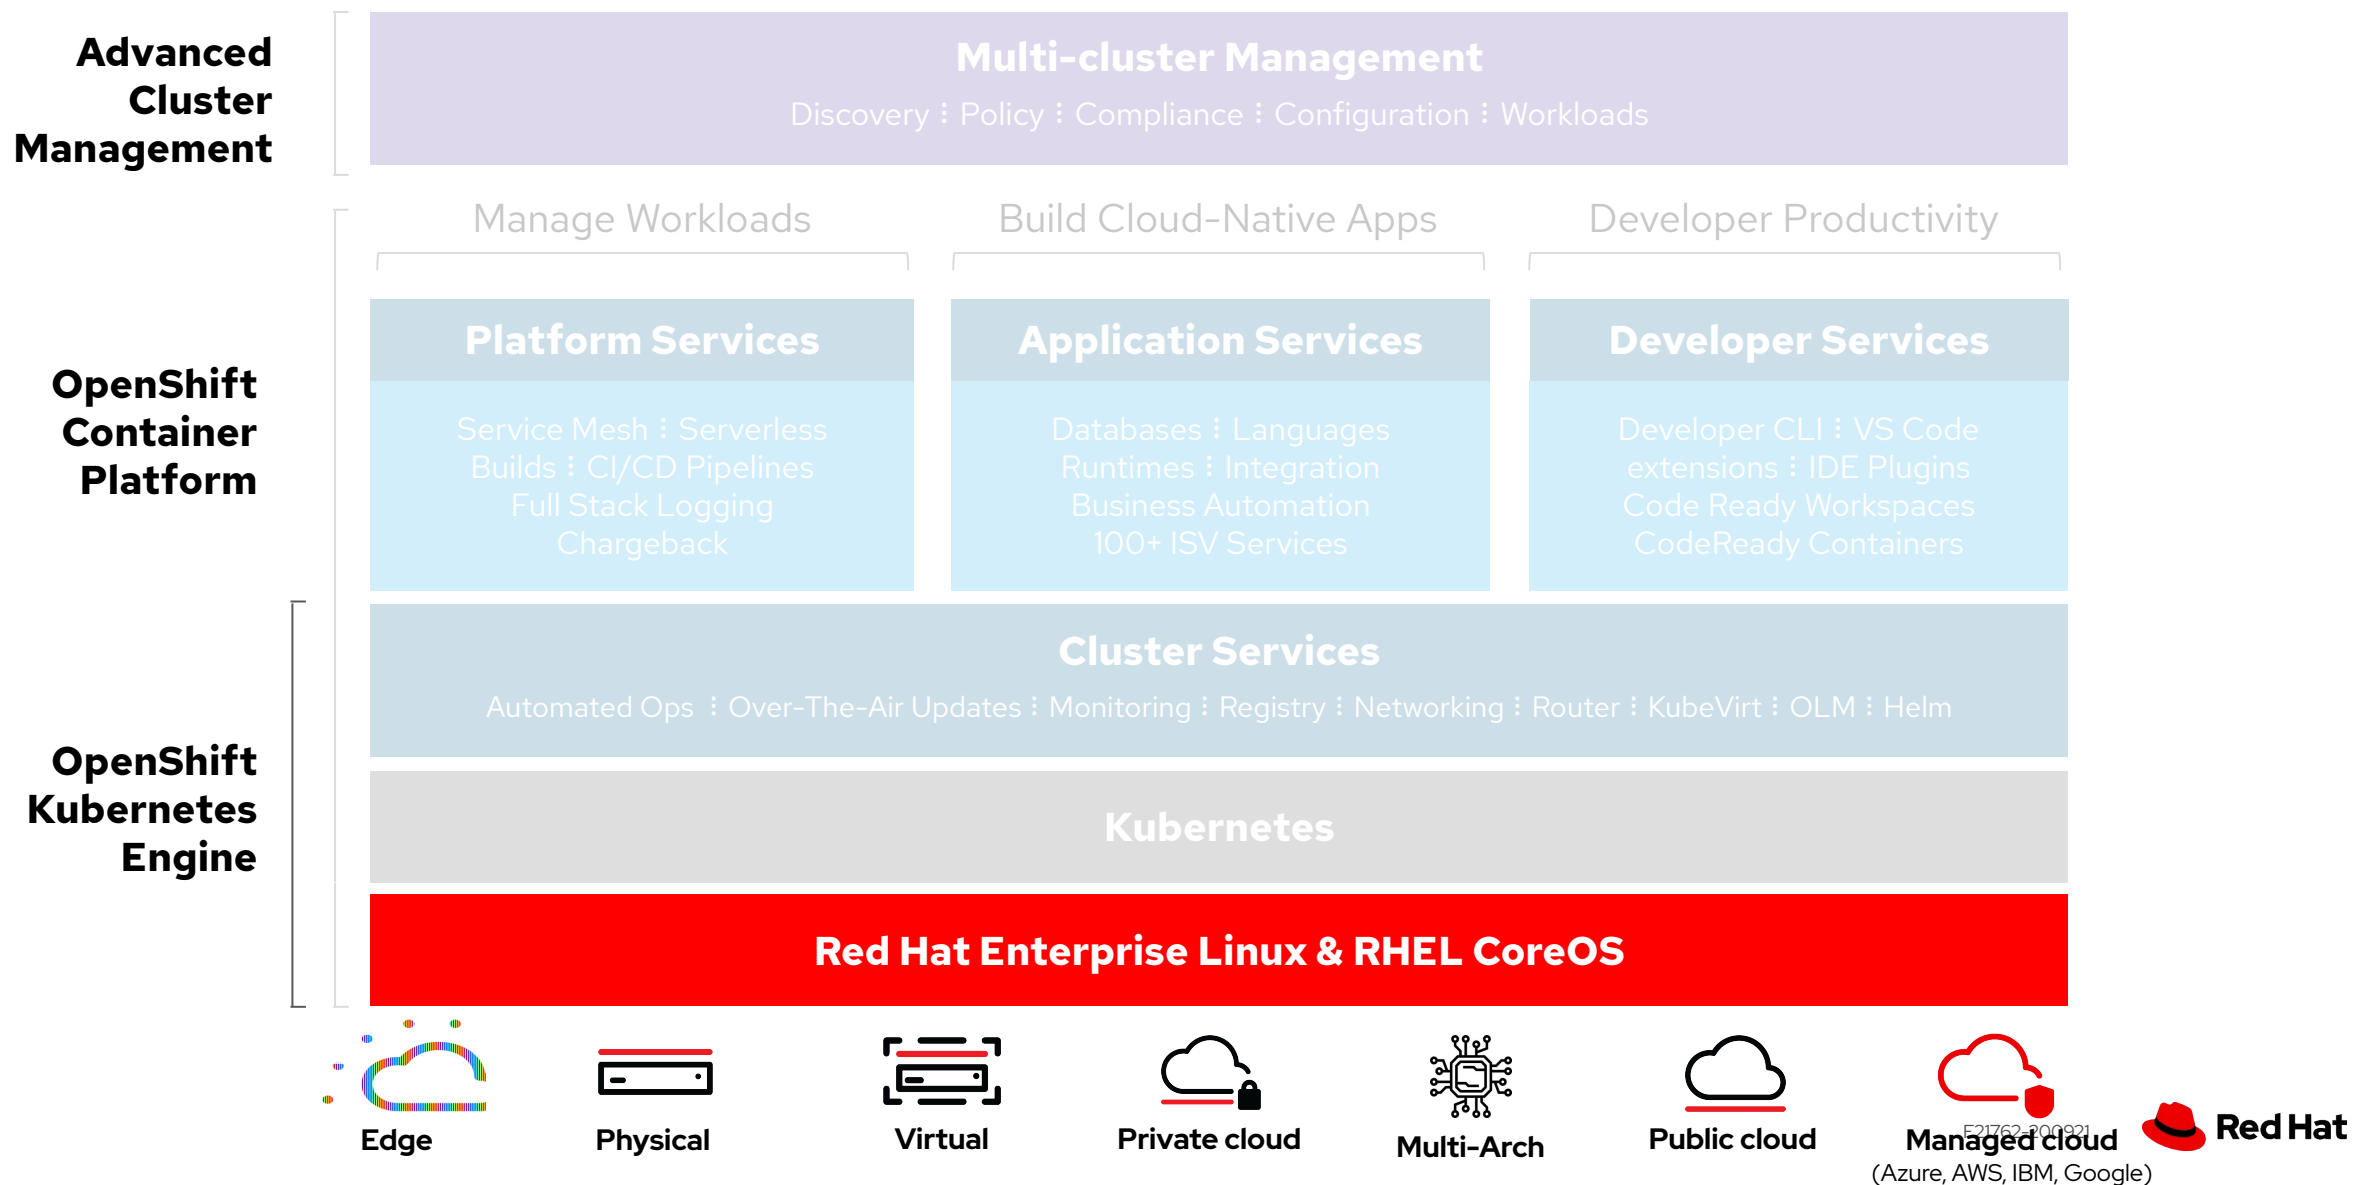 Advanced
Cluster
Management
Multi-cluster Management
Discovery ⋮ Policy ⋮ Compliance ⋮ Configuration ⋮ Workloads
Manage Workloads
Build Cloud-Native Apps
Developer Productivity
OpenShift
Container
Platform
Platform Services
Service Mesh ⋮ Serverless
Builds ⋮ CI/CD Pipelines
Full Stack Logging
Chargeback
Application Services
Databases ⋮ Languages
Runtimes ⋮ Integration
Business Automation
100+ ISV Services
Developer Services
Developer CLI ⋮ VS Code
extensions ⋮ IDE Plugins
Code Ready Workspaces
CodeReady Containers
OpenShift
Kubernetes
Engine
Cluster Services
Automated Ops ⋮ Over-The-Air Updates ⋮ Monitoring ⋮ Registry ⋮ Networking ⋮ Router ⋮ KubeVirt ⋮ OLM ⋮ Helm
Kubernetes
Red Hat Enterprise Linux & RHEL CoreOS
Edge
Physical
Virtual
Private cloud
Multi-Arch
Public cloud
Managed cloud
(Azure, AWS, IBM, Google)
F21762-200921
Red Hat